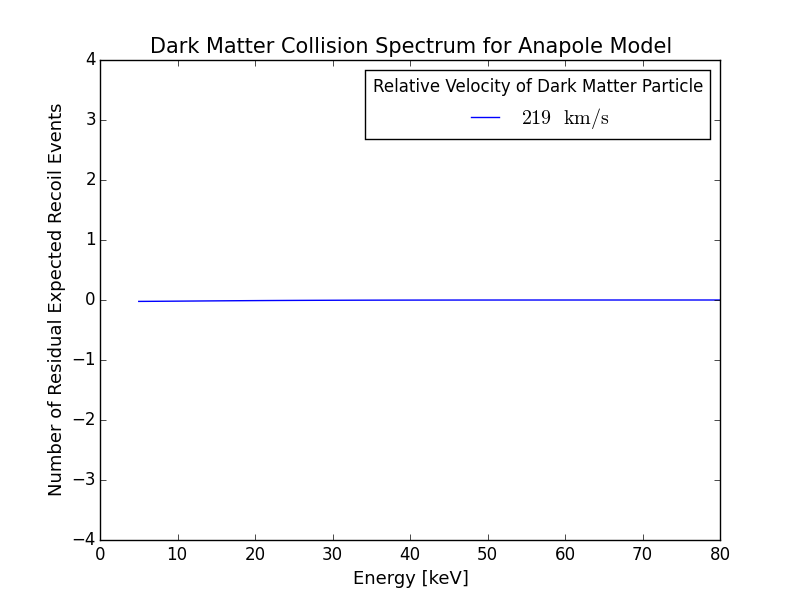 Dark Matter Collision Spectrum for Anapole Model
Number of Residual Expected Recoil Events
4
3
2
1
0
−1
−2
−3
−4
Relative Velocity of Dark Matter Particle
219 km/s
0 10 20 30 40 50 60 70 80
Energy [keV]